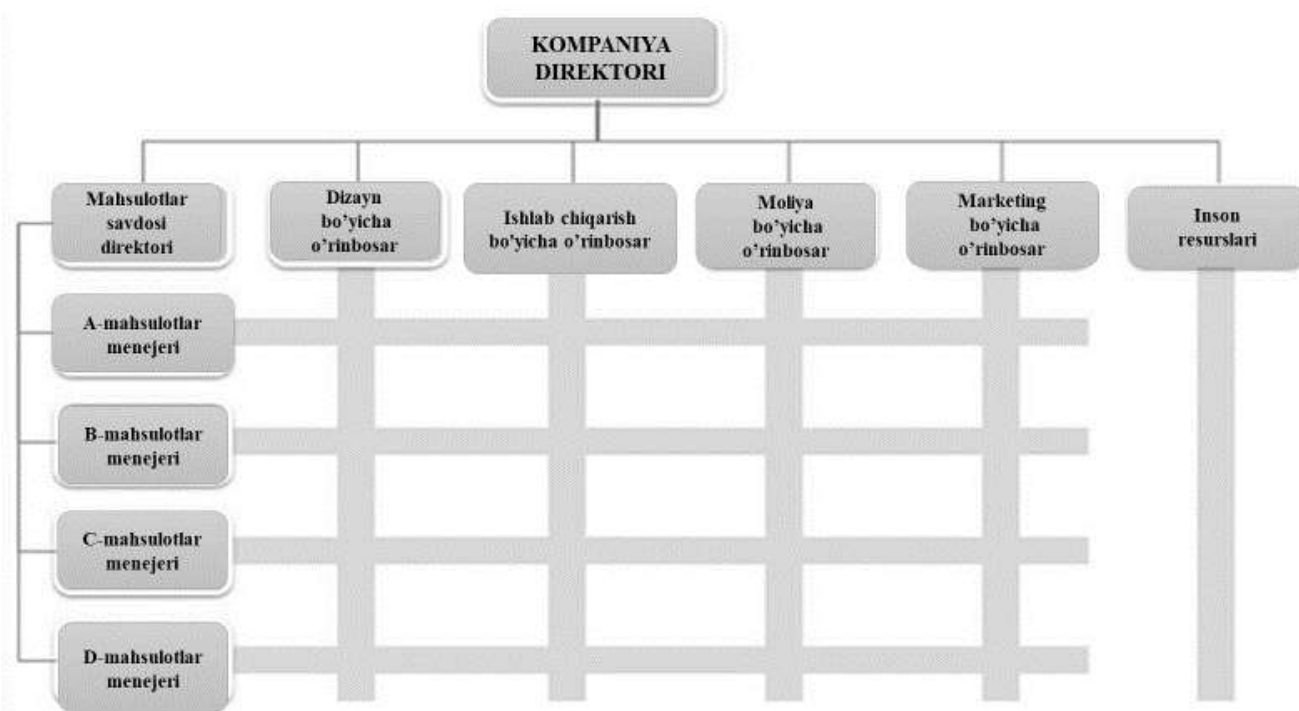 KOMPANIYA
DIREKTORI
Mahsulotlar
savdosi
direktori
Dizayn
bo’yicha
o’rinbosar
Ishlab chiqarish
bo'yicha o’rinbosar
Moliya
bo’yicha
o’rinbosar
Marketing
bo’yicha
o’rinbosar
Inson
resurslari
A-mahsulotlar
menejeri
B-mahsulotlar
menejeri
C-mahsulotlar
menejeri
D-mahsulotlar
menejeri